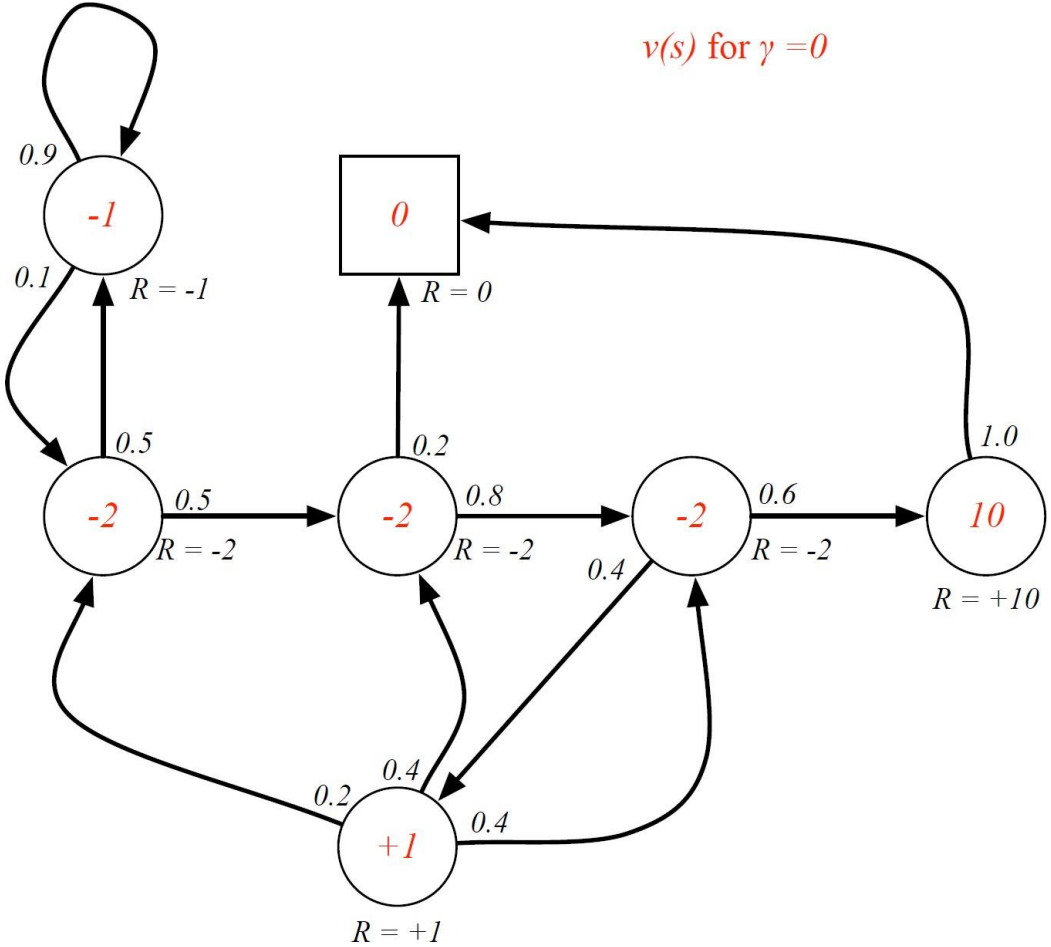 v(s) for γ =0
0.9
-1
0
0.1
R = -1
R = 0
0.5
0.2
1.0
-2
0.5
-2
0.8
-2
0.6
10
R = -2
R = -2
0.4
R = -2
R = +10
0.4
0.2
0.4
+1
R = +1